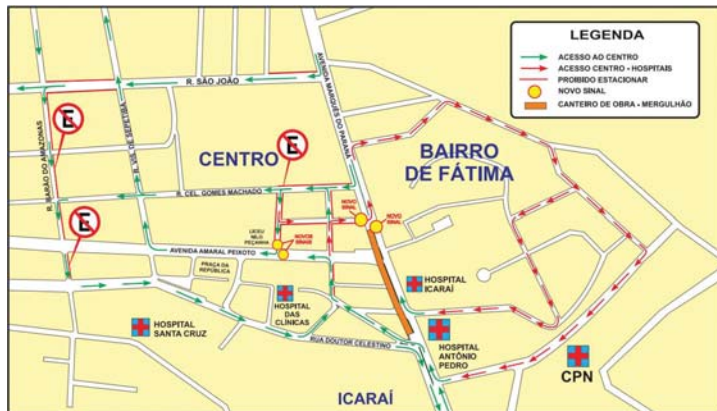 LEGENDA
ACESSO AO CENTRO
ACESSO CENTRO - HOSPITAIS
PROIBIDO ESTACIONAR
NOVO SINAL
CANTEIRO DE OBRA - MERGULHÃO
AVENIDA MARQUÊS DO PARANÁ
R. SÃO JOÃO
R. BARÃO DO AMAZONAS
R. VIS. DE SEPETIBA
E
E
E
CENTRO
BAIRRO
DE FÁTIMA
R. CEL. GOMES MACHADO
NOVO
SINAL
NOVO
SINAL
LICEU
NILO
PEÇANHA
NOVOS
SINAIS
AVENIDA AMARAL PEIXOTO
PRAÇA DA
REPÚBLICA
HOSPITAL
ICARAÍ
HOSPITAL
DAS
CLÍNICAS
HOSPITAL
SANTA CRUZ
RUA DOUTOR CELESTINO
HOSPITAL
ANTÔNIO
PEDRO
CPN
ICARAÍ